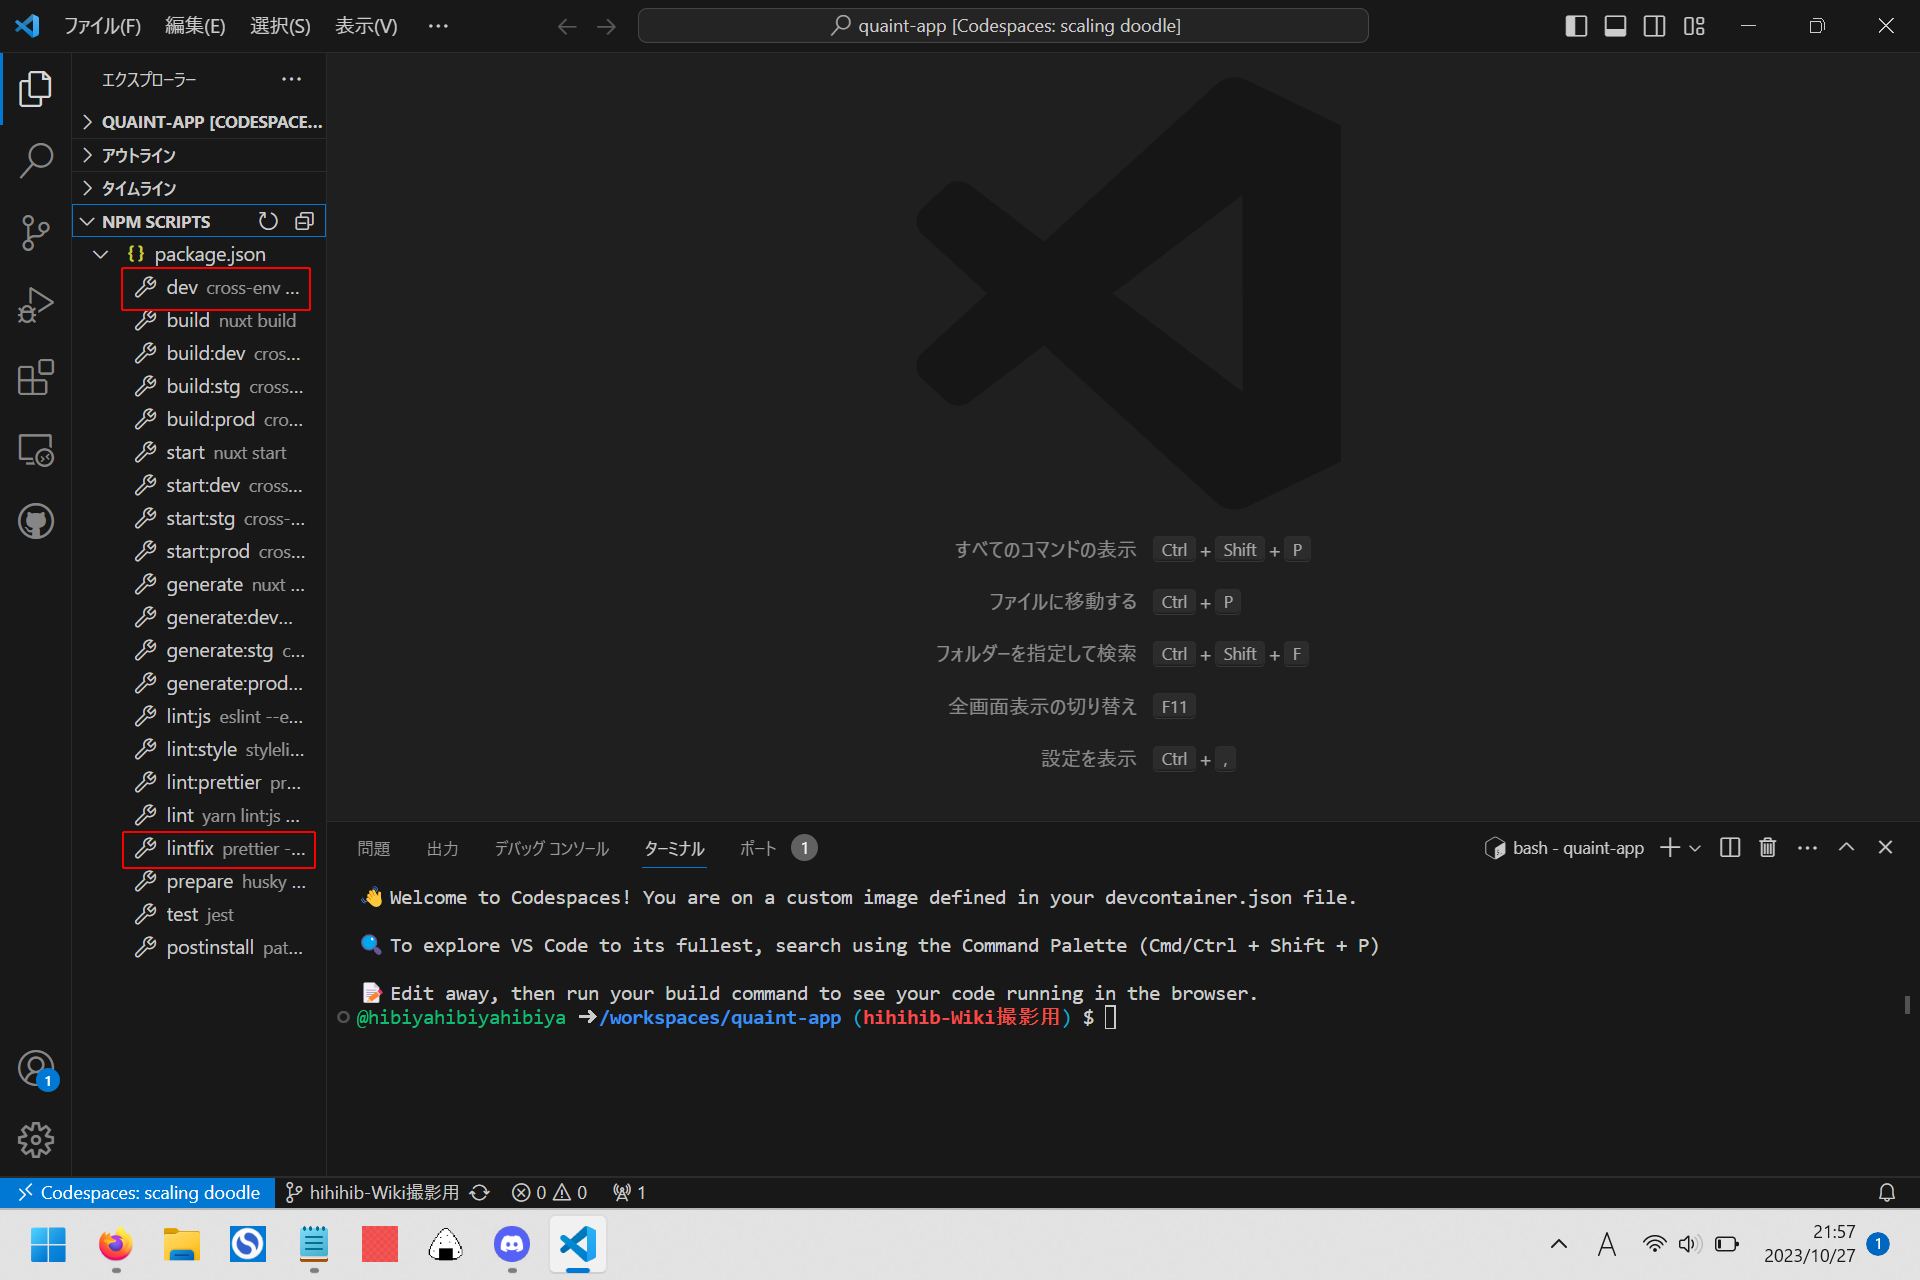 ファイル(F) 編集(E) 選択(S) 表示(V) ··· quaint-app [Codespaces: scaling doodle]
エクスプローラー ···
QUAINT-APP [CODESPACE...
アウトライン
タイムライン
NPM SCRIPTS
{} package.json
dev cross-env ...
build nuxt build
build:dev cros...
build:stg cross...
build:prod cro...
start nuxt start
start:dev cross...
start:stg cross-...
start:prod cros...
generate nuxt ...
generate:dev...
generate:stg c...
generate:prod...
lint:js eslint --e...
lint:style styleli...
lint:prettier pr...
lint yarn lint:js ...
lintfix prettier -...
prepare husky ...
test jest
postinstall pat...
すべてのコマンドの表示 Ctrl + Shift + P
ファイルに移動する Ctrl + P
フォルダーを指定して検索 Ctrl + Shift + F
全画面表示の切り替え F11
設定を表示 Ctrl + ,
問題 出力 デバッグ コンソール ターミナル ポート 1 bash - quaint-app
👋 Welcome to Codespaces! You are on a custom image defined in your devcontainer.json file.
🔍 To explore VS Code to its fullest, search using the Command Palette (Cmd/Ctrl + Shift + P)
📝 Edit away, then run your build command to see your code running in the browser.
@hibiyahibiyahibiya ➜/workspaces/quaint-app (hihihib-Wiki撮影用) $
1
Codespaces: scaling doodle hihihib-Wiki撮影用 0 0 1
A 21:57 1
2023/10/27